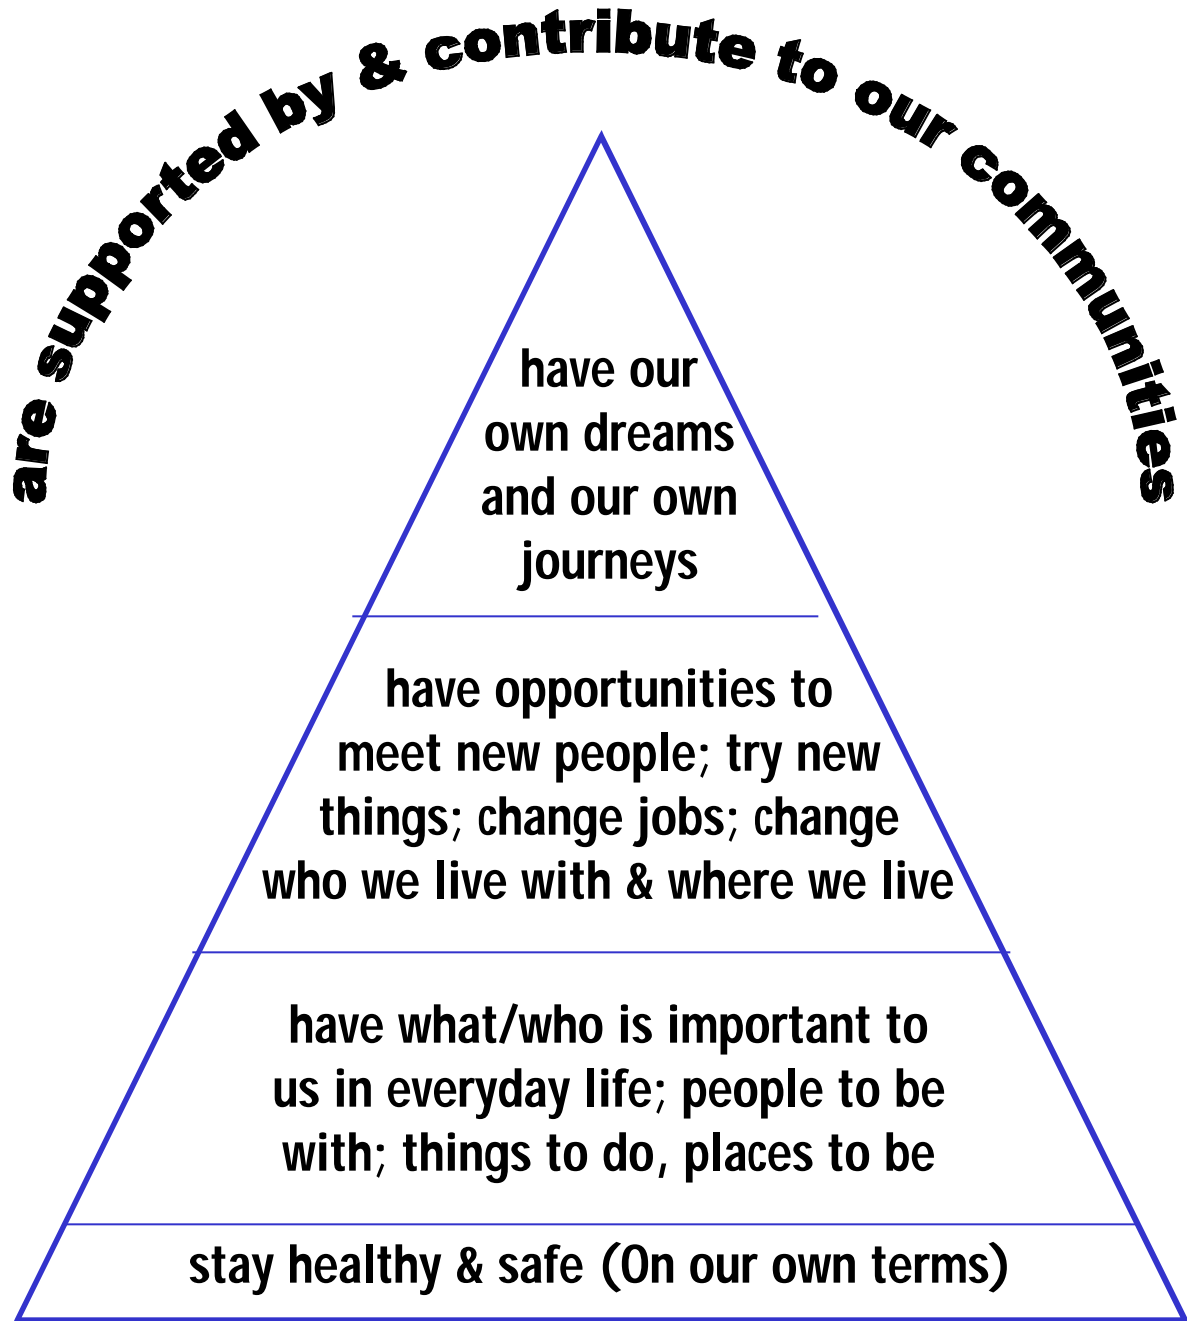 are supported by & contribute to our communities
have our
own dreams
and our own
journeys
have opportunities to
meet new people; try new
things; change jobs; change
who we live with & where we live
have what/who is important to
us in everyday life; people to be
with; things to do, places to be
stay healthy & safe (On our own terms)